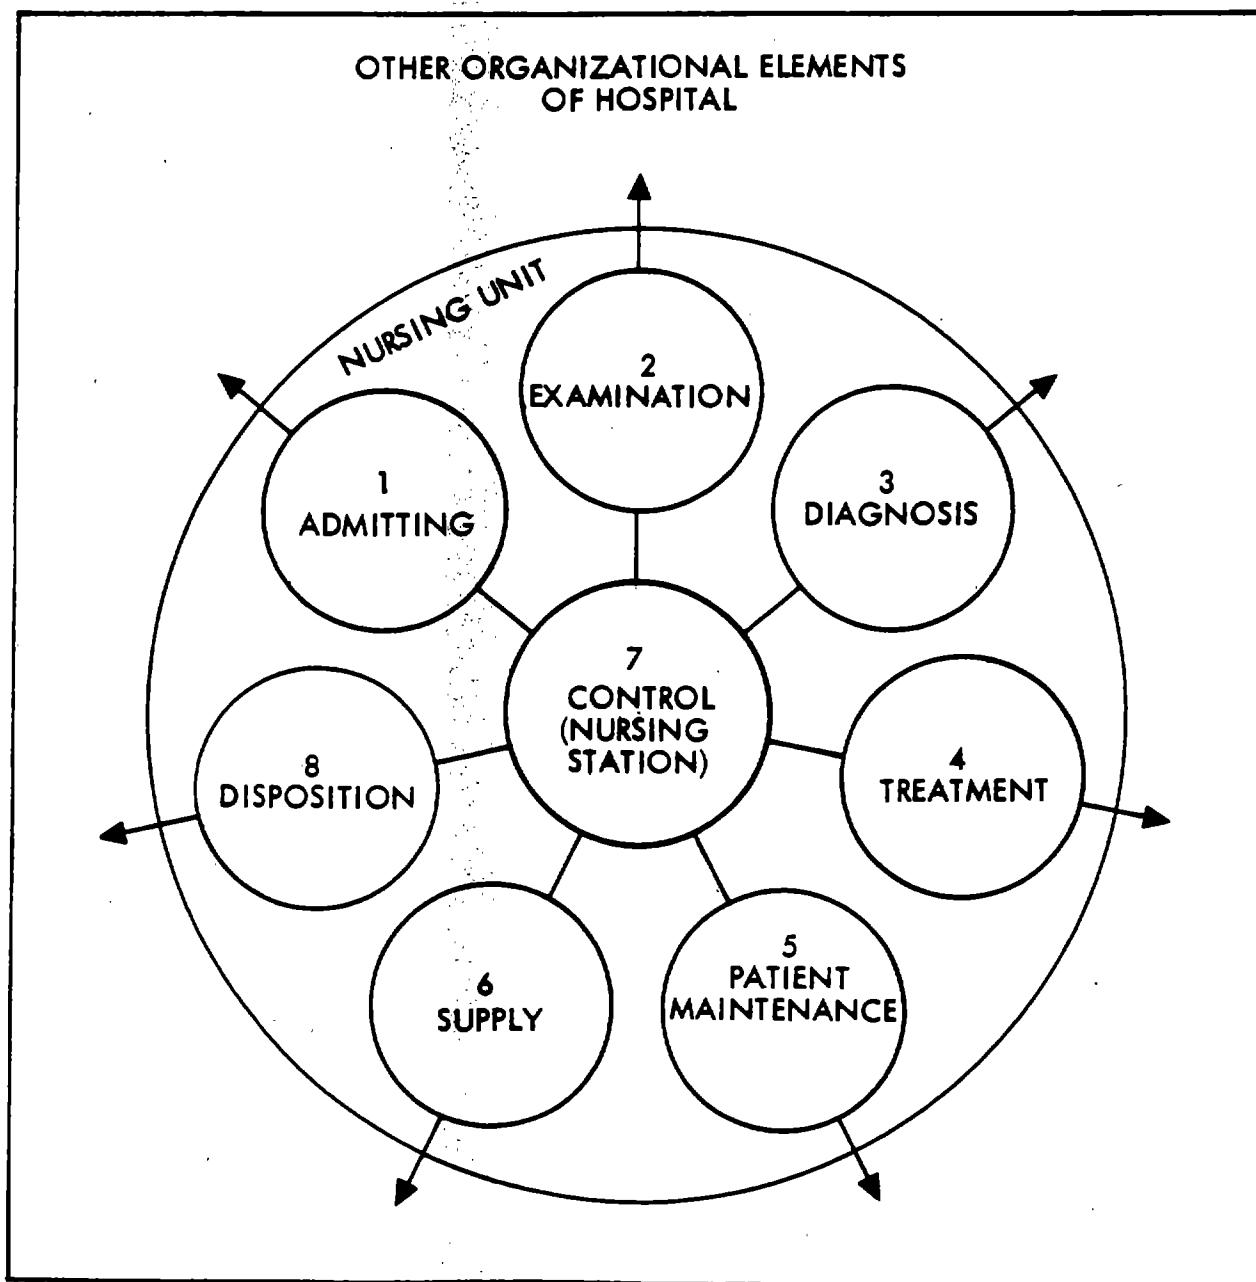 OTHER ORGANIZATIONAL ELEMENTS
OF HOSPITAL
NURSING UNIT
1
ADMITTING
2
EXAMINATION
3
DIAGNOSIS
4
TREATMENT
5
PATIENT
MAINTENANCE
6
SUPPLY
7
CONTROL
(NURSING
STATION)
8
DISPOSITION